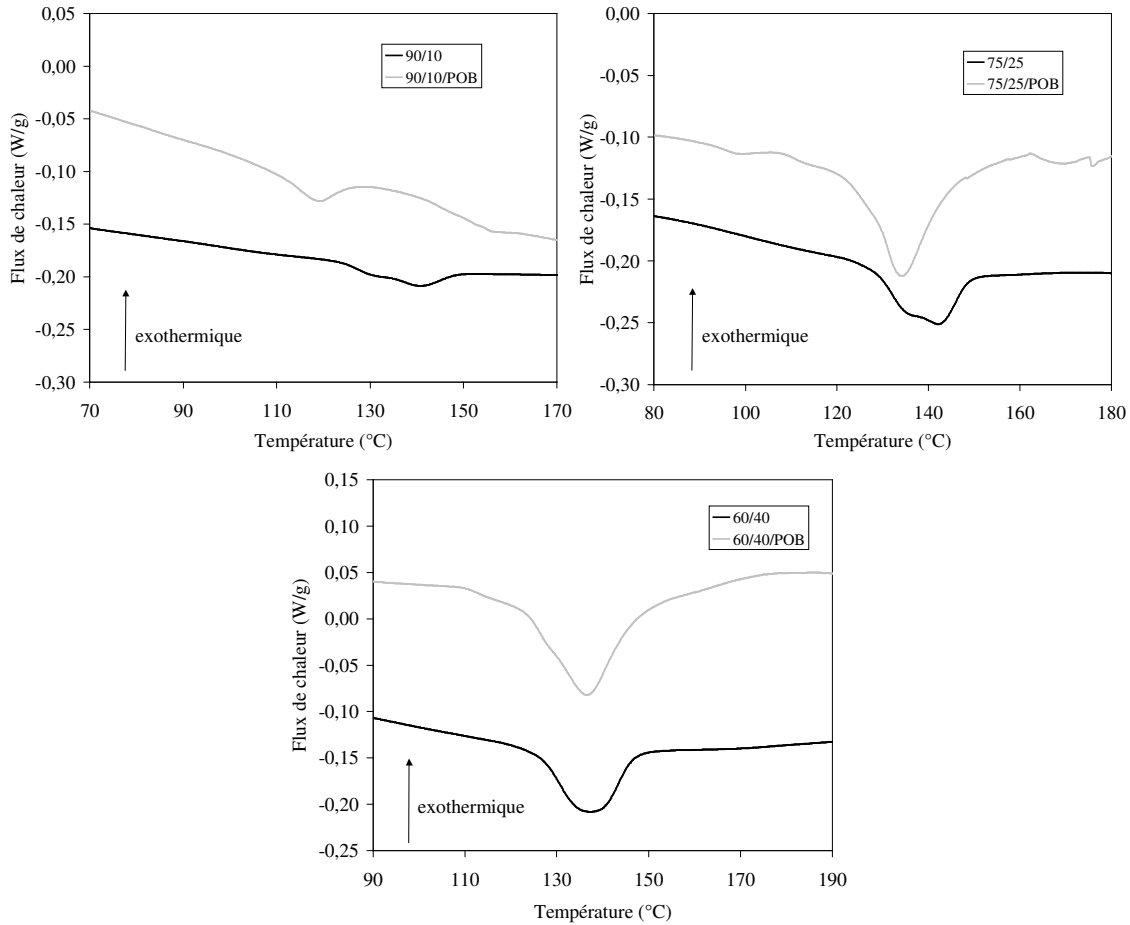 0,05
0,00
-0,05
-0,10
-0,15
-0,20
-0,25
-0,30
Flux de chaleur (W/g)
90/10
90/10/POB
exothermique
70 90 110 130 150 170
Température (°C)
0,00
-0,05
-0,10
-0,15
-0,20
-0,25
-0,30
Flux de chaleur (W/g)
75/25
75/25/POB
exothermique
80 100 120 140 160 180
Température (°C)
0,15
0,10
0,05
0,00
-0,05
-0,10
-0,15
-0,20
-0,25
Flux de chaleur (W/g)
60/40
60/40/POB
exothermique
90 110 130 150 170 190
Température (°C)